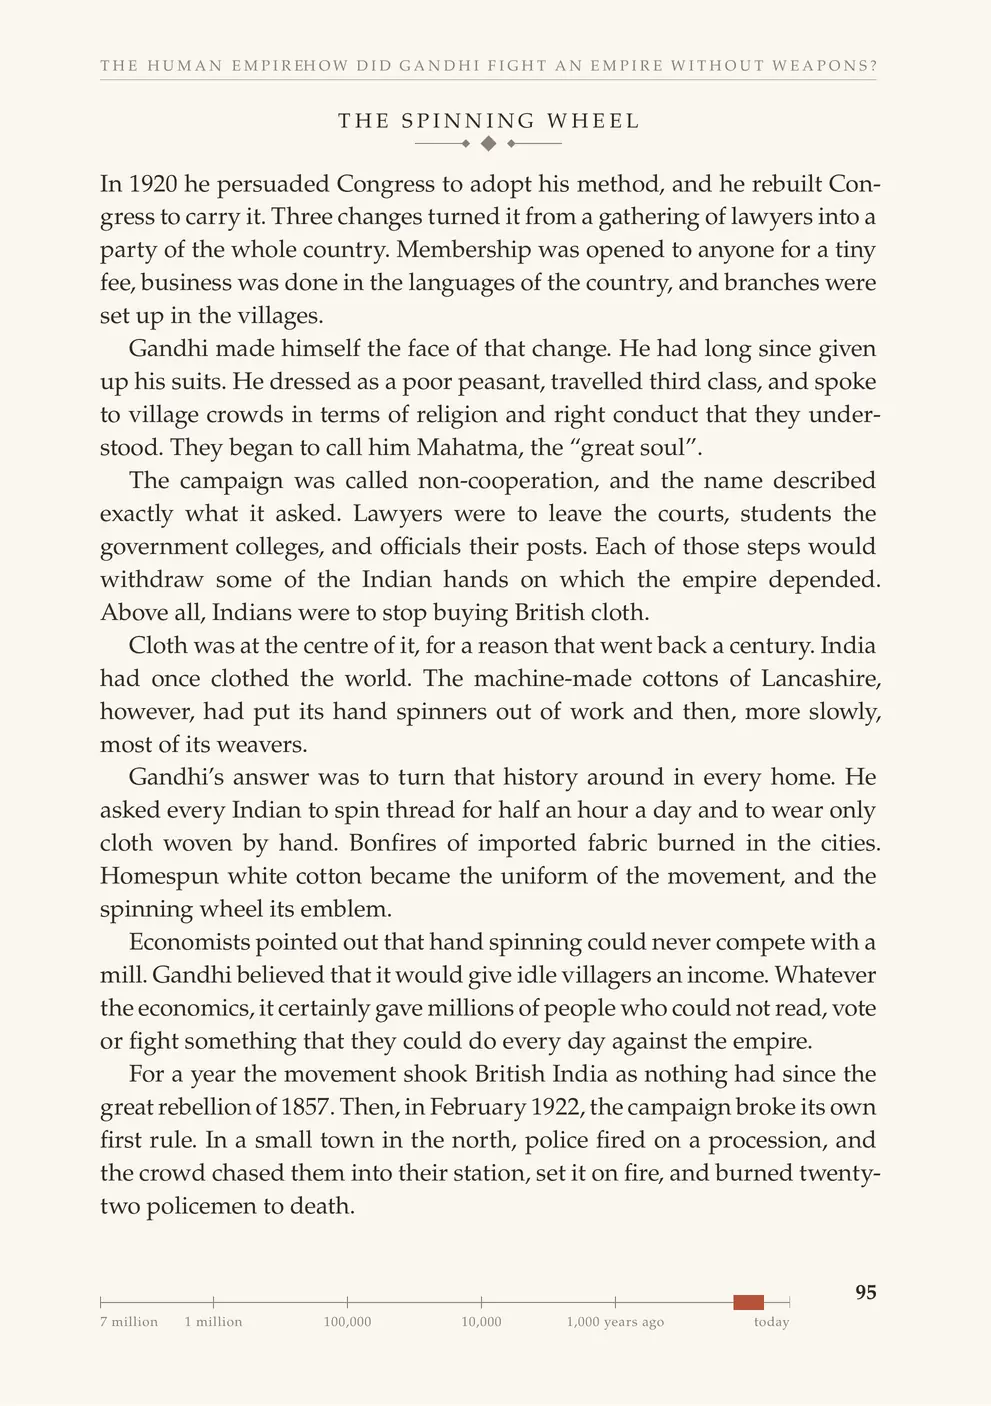 THE HUMAN EMPIREHOW DID GANDHI FIGHT AN EMPIRE WITHOUT WEAPONS?
THE SPINNING WHEEL
In 1920 he persuaded Congress to adopt his method, and he rebuilt Con-
gress to carry it. Three changes turned it from a gathering of lawyers into a
party of the whole country. Membership was opened to anyone for a tiny
fee, business was done in the languages of the country, and branches were
set up in the villages.
Gandhi made himself the face of that change. He had long since given
up his suits. He dressed as a poor peasant, travelled third class, and spoke
to village crowds in terms of religion and right conduct that they under-
stood. They began to call him Mahatma, the “great soul”.
The campaign was called non-cooperation, and the name described
exactly what it asked. Lawyers were to leave the courts, students the
government colleges, and officials their posts. Each of those steps would
withdraw some of the Indian hands on which the empire depended.
Above all, Indians were to stop buying British cloth.
Cloth was at the centre of it, for a reason that went back a century. India
had once clothed the world. The machine-made cottons of Lancashire,
however, had put its hand spinners out of work and then, more slowly,
most of its weavers.
Gandhi’s answer was to turn that history around in every home. He
asked every Indian to spin thread for half an hour a day and to wear only
cloth woven by hand. Bonfires of imported fabric burned in the cities.
Homespun white cotton became the uniform of the movement, and the
spinning wheel its emblem.
Economists pointed out that hand spinning could never compete with a
mill. Gandhi believed that it would give idle villagers an income. Whatever
the economics, it certainly gave millions of people who could not read, vote
or fight something that they could do every day against the empire.
For a year the movement shook British India as nothing had since the
great rebellion of 1857. Then, in February 1922, the campaign broke its own
first rule. In a small town in the north, police fired on a procession, and
the crowd chased them into their station, set it on fire, and burned twenty-
two policemen to death.
95
7 million 1 million 100,000 10,000 1,000 years ago today